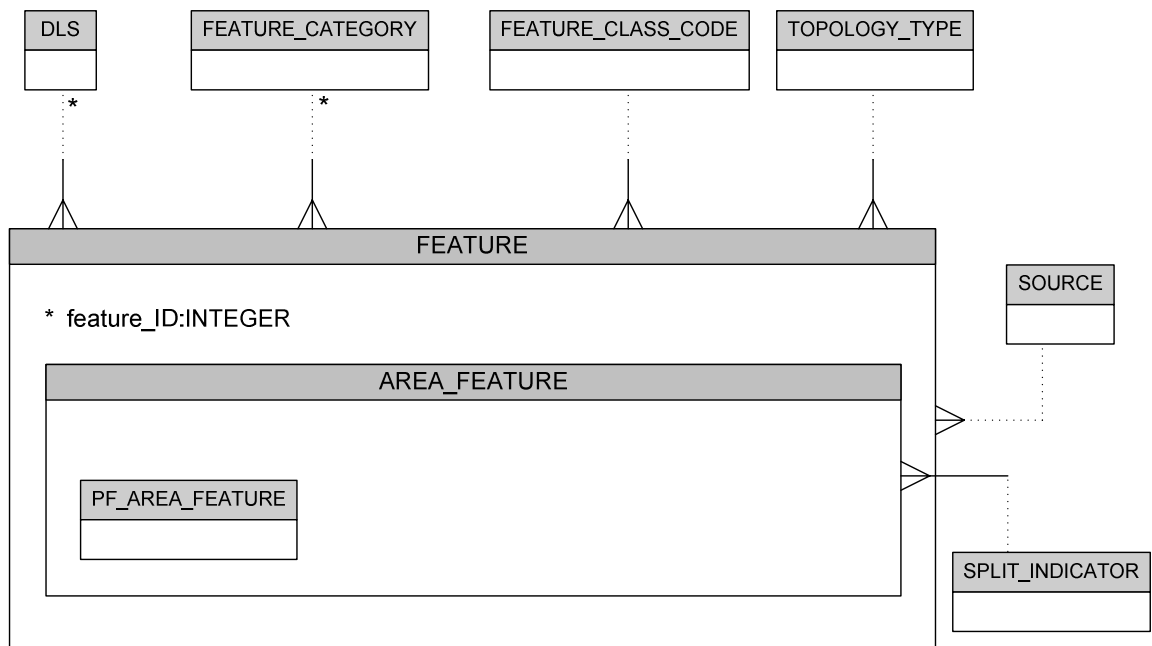 DLS
FEATURE_CATEGORY
FEATURE_CLASS_CODE
TOPOLOGY_TYPE
*
*
FEATURE
* feature_ID:INTEGER
SOURCE
AREA_FEATURE
PF_AREA_FEATURE
SPLIT_INDICATOR